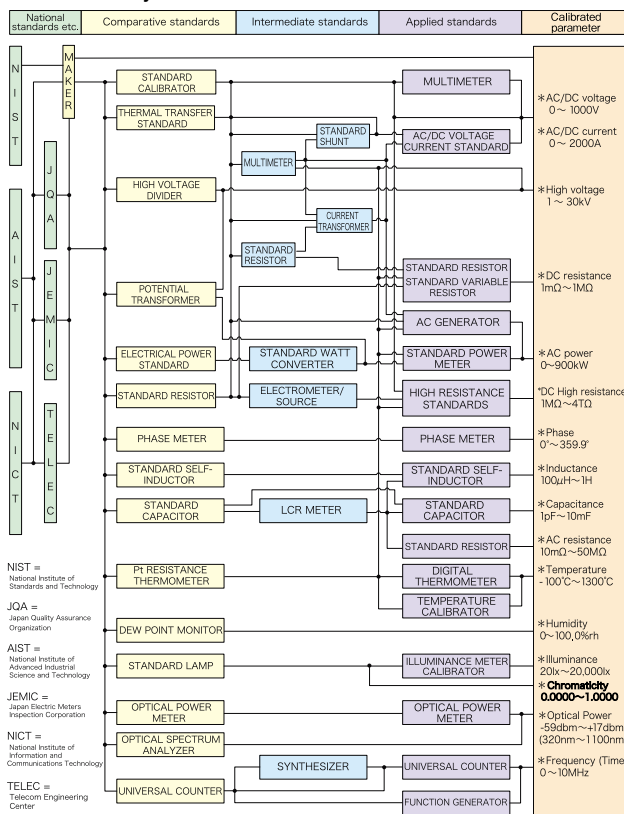 National
standards etc.
Comparative standards
Intermediate standards
Applied standards
Calibrated
parameter
NIST
AIST
NICT
JQA
JEMIC
TELEC
MAKER
STANDARD
CALIBRATOR
THERMAL TRANSFER
STANDARD
HIGH VOLTAGE
DIVIDER
POTENTIAL
TRANSFORMER
ELECTRICAL POWER
STANDARD
STANDARD RESISTOR
PHASE METER
STANDARD SELF-
INDUCTOR
STANDARD
CAPACITOR
Pt RESISTANCE
THERMOMETER
DEW POINT MONITOR
STANDARD LAMP
OPTICAL POWER
METER
OPTICAL SPECTRUM
ANALYZER
UNIVERSAL COUNTER
STANDARD
SHUNT
MULTIMETER
CURRENT
TRANSFORMER
STANDARD
RESISTOR
STANDARD WATT
CONVERTER
ELECTROMETER/
SOURCE
LCR METER
SYNTHESIZER
MULTIMETER
AC/DC VOLTAGE
CURRENT STANDARD
STANDARD RESISTOR
STANDARD VARIABLE
RESISTOR
AC GENERATOR
STANDARD POWER
METER
HIGH RESISTANCE
STANDARDS
PHASE METER
STANDARD SELF-
INDUCTOR
STANDARD
CAPACITOR
STANDARD RESISTOR
DIGITAL
THERMOMETER
TEMPERATURE
CALIBRATOR
ILLUMINANCE METER
CALIBRATOR
OPTICAL POWER
METER
UNIVERSAL COUNTER
FUNCTION GENERATOR
＊AC/DC voltage
0～ 1000V
＊AC/DC current
0～ 2000A
＊High voltage
1～ 30kV
＊DC resistance
1mΩ～1MΩ
＊AC power
0～900kW
*DC High resistance
1MΩ～4TΩ
＊Phase
0°～359.9°
＊Inductance
100μH～1H
＊Capacitance
1pF～10mF
＊AC resistance
10mΩ～50MΩ
＊Temperature
-100℃～1300℃
＊Humidity
0～100,0%rh
＊Illuminance
20lx～20,000lx
＊Chromaticity
0.0000～1.0000
＊Optical Power
-59dbm～+17dbm
(320nm～1100nm
＊Frequency (Time
0～10MHz
NIST =
National Institute of
Standards and Technology
JQA =
Japan Quality Assurance
Organization
AIST =
National Institute of
Advanced Industrial
Science and Technology
JEMIC =
Japan Electric Meters
Inspection Corporation
NICT =
National Institute of
Information and
Communications Technology
TELEC =
Telecom Engineering
Center